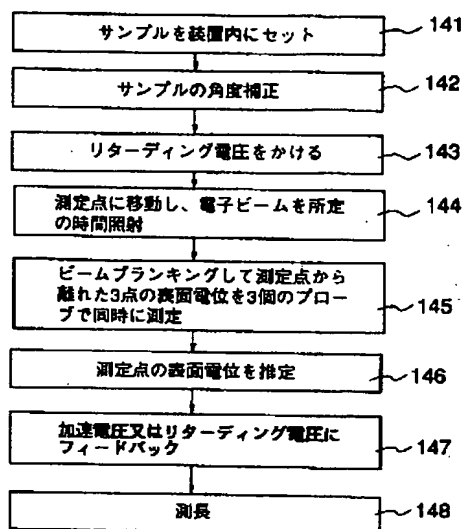 サンプルを装置内にセット 141
サンプルの角度補正 142
リターディング電圧をかける 143
測定点に移動し、電子ビームを所定
の時間照射 144
ビームブランキングして測定点から
離れた3点の表面電位を3個のプロー
ブで同時に測定 145
測定点の表面電位を推定 146
加速電圧又はリターディング電圧に
フィードバック 147
測長 148